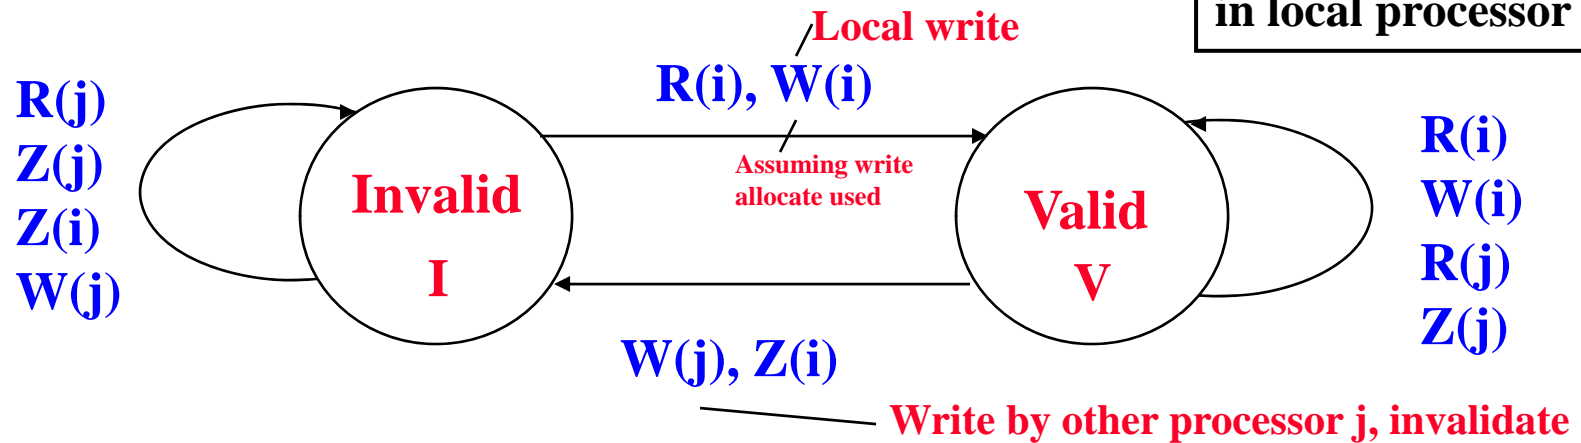 in local processor
Local write
R(i), W(i)
R(j)
Z(j)
Z(i)
W(j)
Assuming write
allocate used
Invalid
I
Valid
V
R(i)
W(i)
R(j)
Z(j)
W(j), Z(i)
Write by other processor j, invalidate